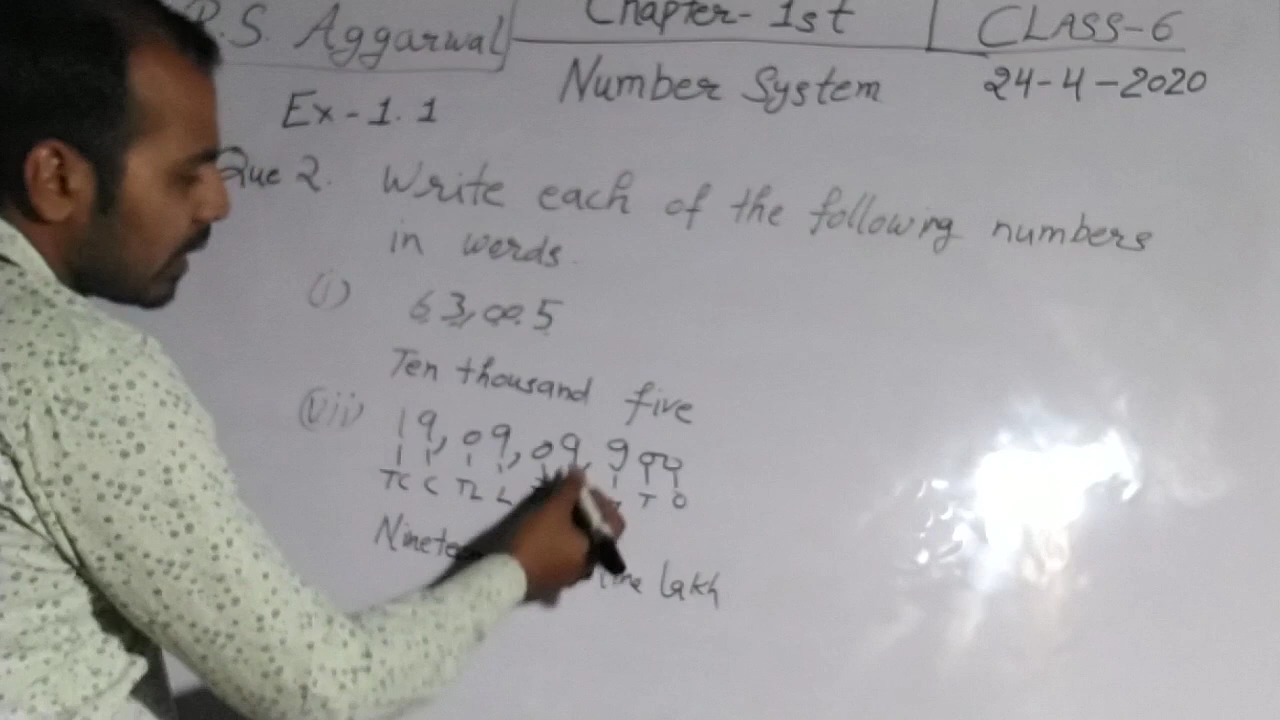 R.S. Aggarwal
Chapter- 1st
CLASS-6
Number System
24-4-2020
Ex-1.1
Que 2. Write each of the following numbers
in words.
(i) 63,005
Ten thousand five
(vii) 19,09,09,999
TC C TL L T O
lakh